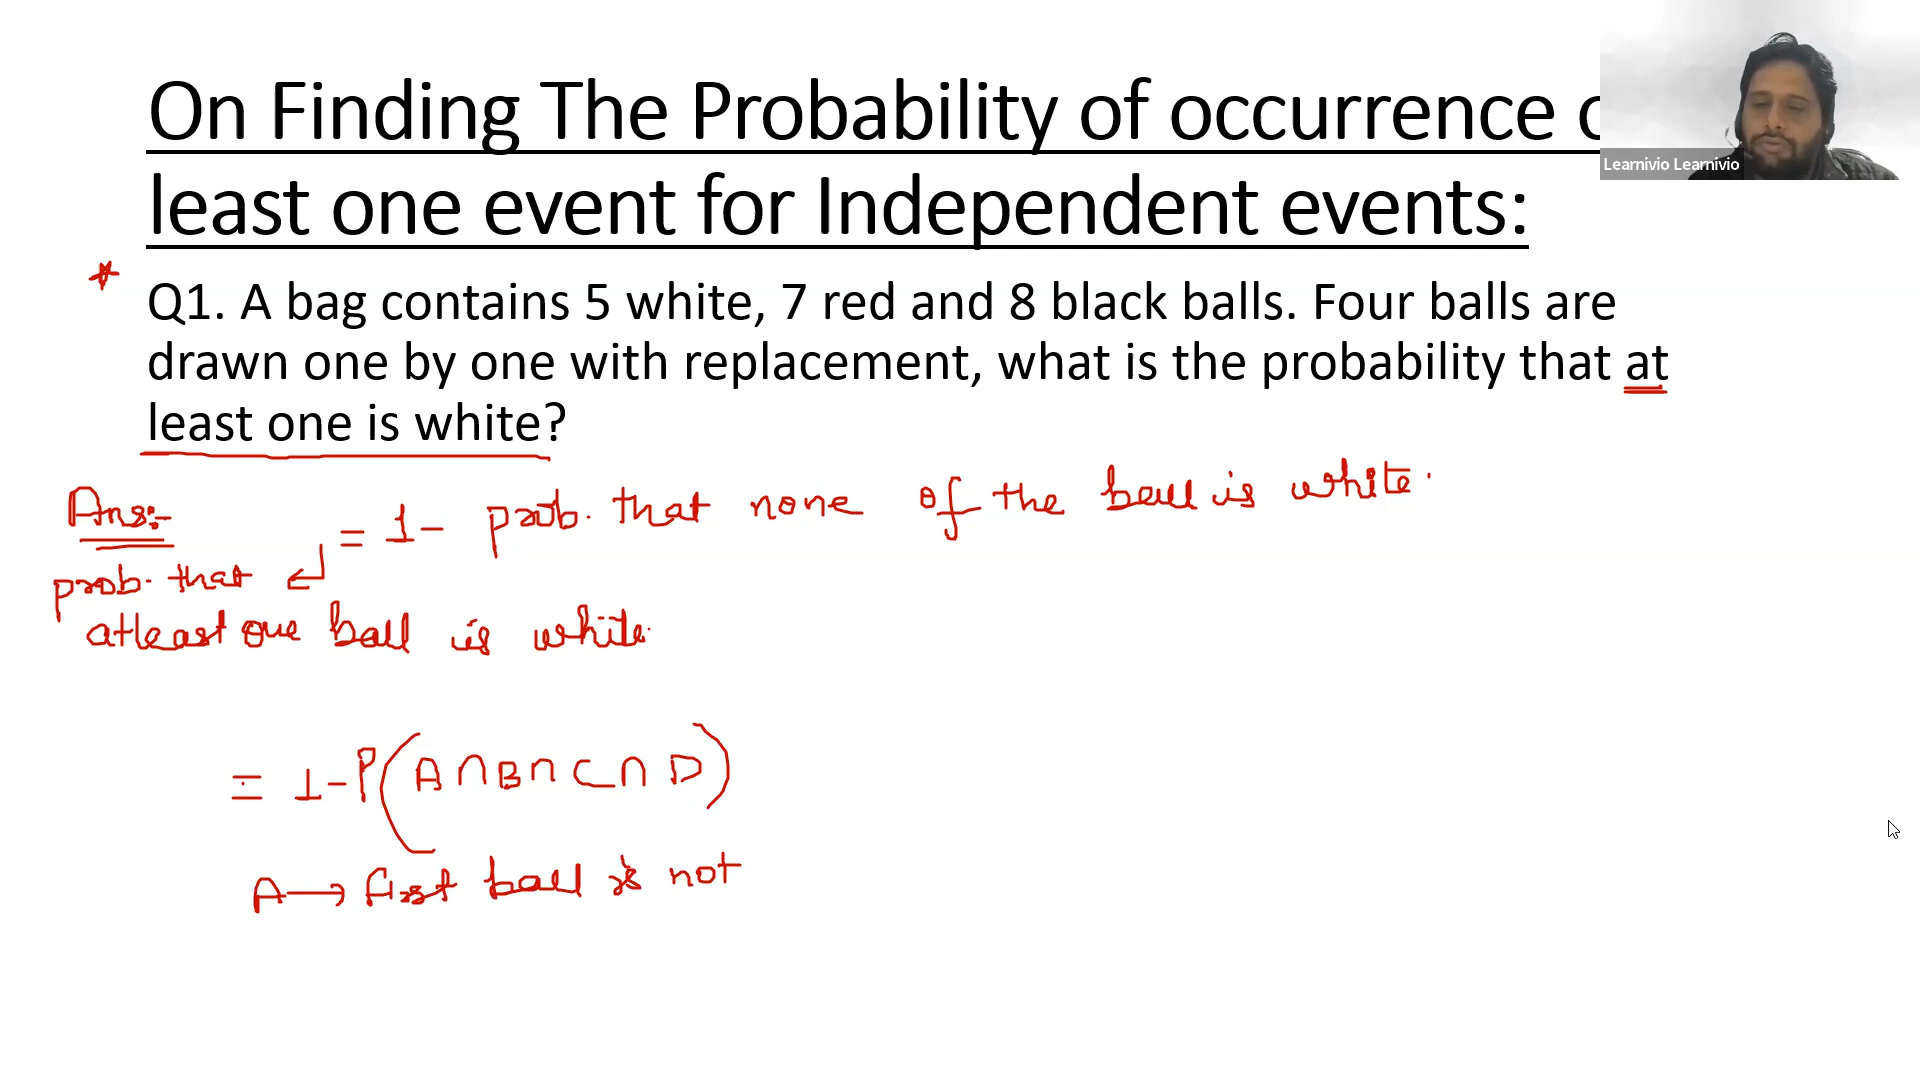 On Finding The Probability of occurrence
least one event for Independent events:
Learnivio Learnivio
Q1. A bag contains 5 white, 7 red and 8 black balls. Four balls are
drawn one by one with replacement, what is the probability that at
least one is white?
Ans:-
= 1 - prob. that none of the ball is white.
prob. that
atleast one ball is white.
= 1 - P(A ∩ B ∩ C ∩ D)
A → first ball is not